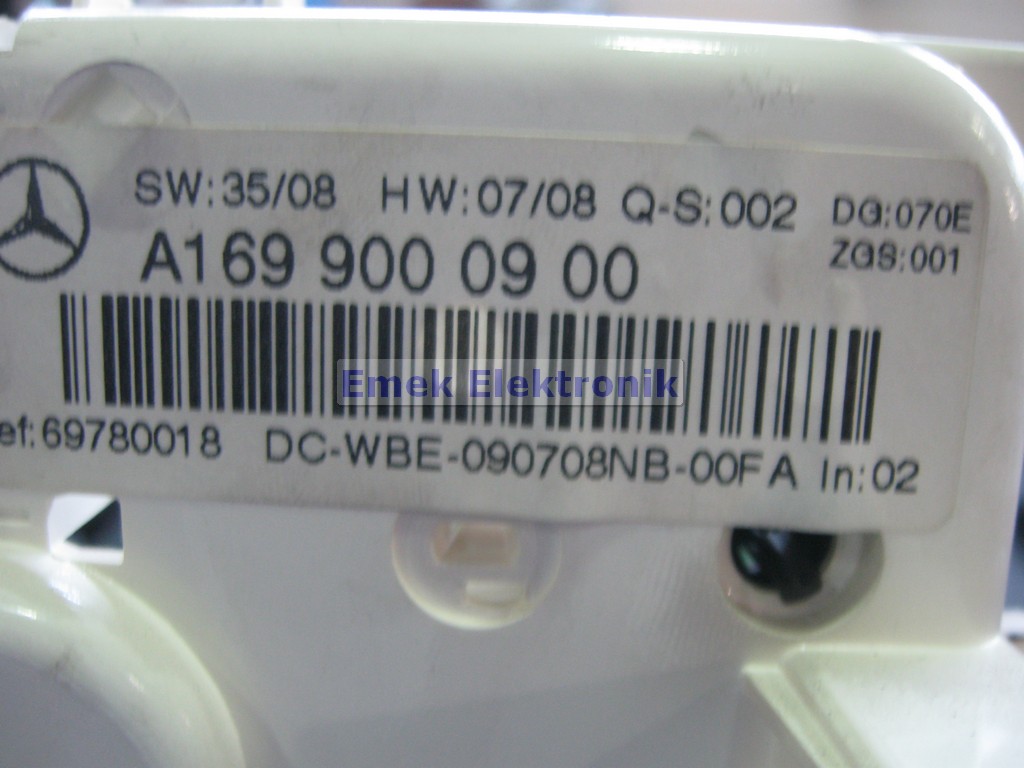 SW:35/08 HW:07/08 Q-S:002 DG:070E
ZGS:001
A169 900 09 00
Emek Elektronik
ef:69780018 DC-WBE-090708NB-00FA In:02